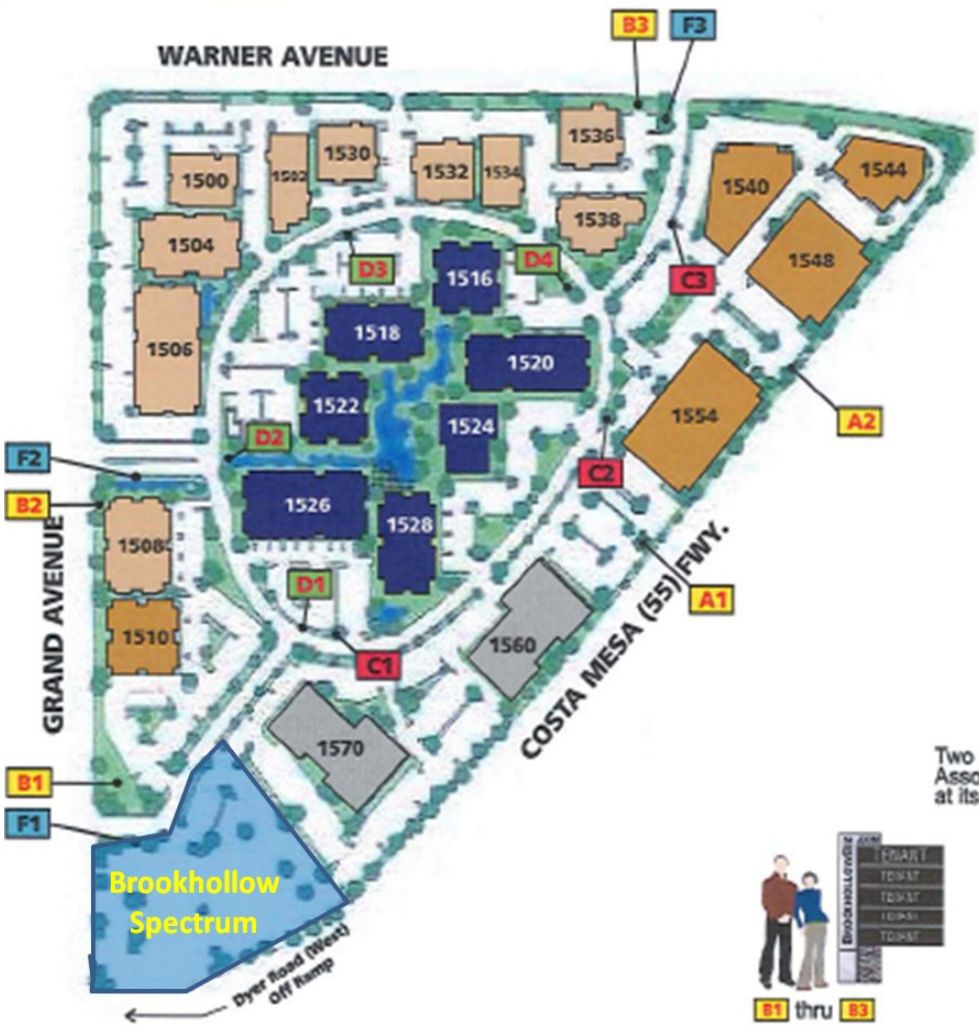 B3 F3
WARNER AVENUE
1536
1530
1532
1534
1544
1500
1502
1540
1538
1504
D3
D4
1516
1548
C3
1518
1506
1520
1522
1554
1524
A2
D2
F2
C2
B2
1526
1528
1508
D1
A1
1510
1560
C1
GRAND AVENUE
COSTA MESA (55) FWY.
1570
B1
F1
Two
Asso
at its
Brookhollow
Spectrum
Dyer Road (West)
Off Ramp
BROOKHOLLOW
TENANT
TENANT
TENANT
TENANT
TENANT
B1 thru B3